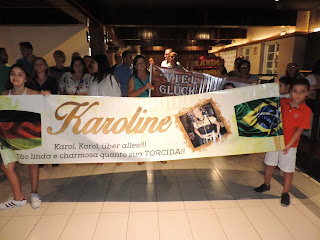 VIEL
GLÜCK
Karoline
Karol, Karol, über alles!!!
Tão linda e charmosa quanto sua TORCIDA!!